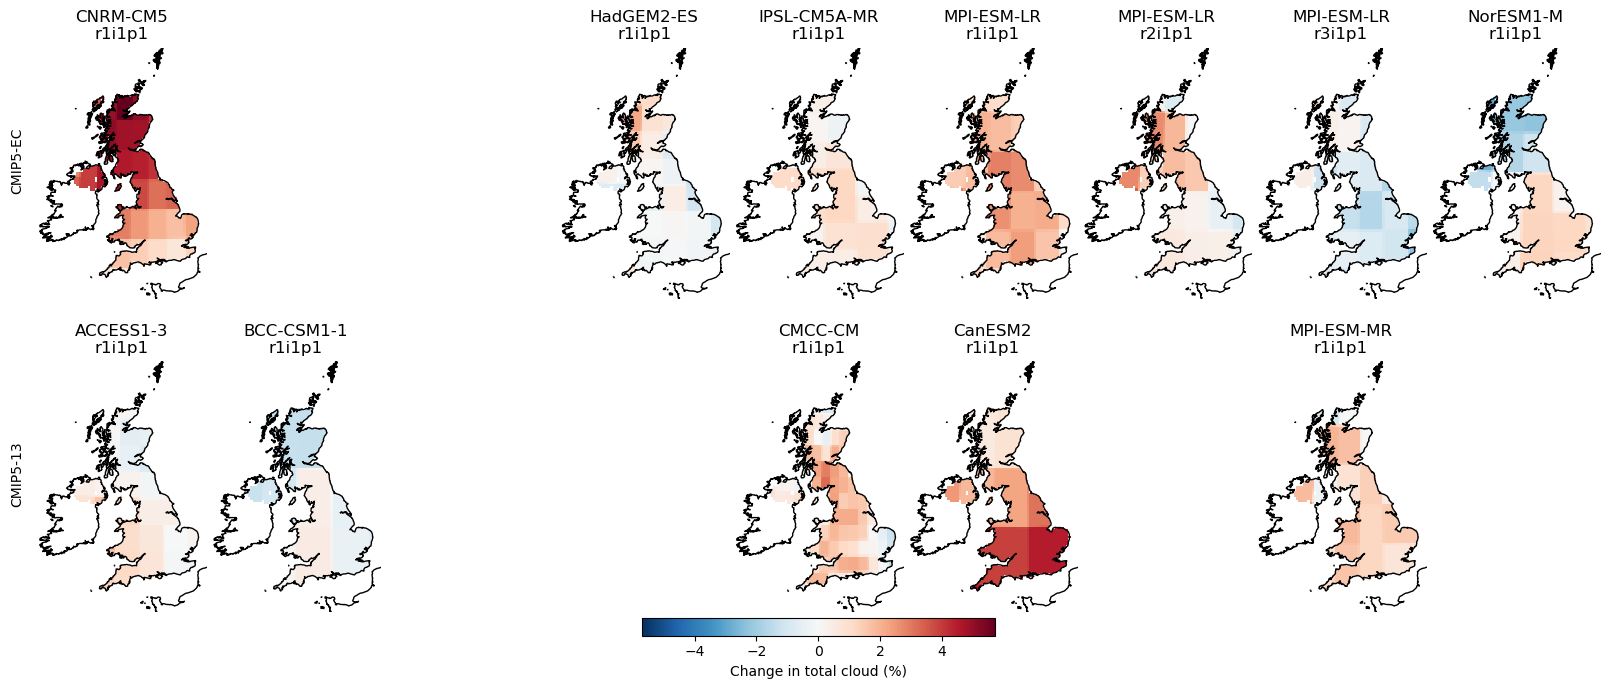 CNRM-CM5
r1i1p1
HadGEM2-ES
r1i1p1
IPSL-CM5A-MR
r1i1p1
MPI-ESM-LR
r1i1p1
MPI-ESM-LR
r2i1p1
MPI-ESM-LR
r3i1p1
NorESM1-M
r1i1p1
CMIP5-EC
ACCESS1-3
r1i1p1
BCC-CSM1-1
r1i1p1
CMCC-CM
r1i1p1
CanESM2
r1i1p1
MPI-ESM-MR
r1i1p1
CMIP5-13
−4 −2 0 2 4
Change in total cloud (%)